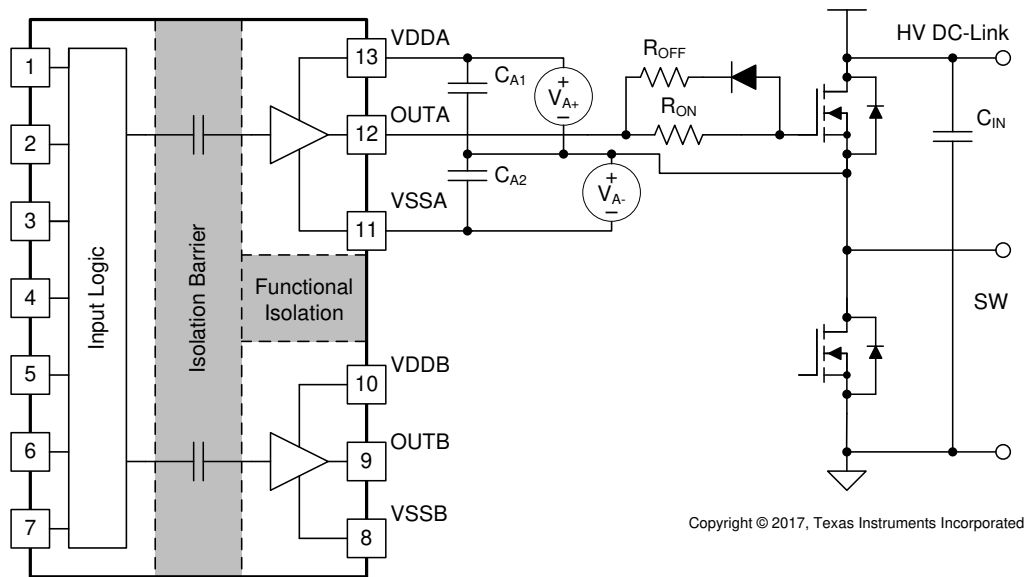 1
2
3
4
5
6
7
Input Logic
Isolation Barrier
Functional
Isolation
13
VDDA
12
OUTA
11
VSSA
10
VDDB
9
OUTB
8
VSSB
CA1
CA2
+
VA+
−
+
VA-
−
ROFF
RON
HV DC-Link
CIN
SW
Copyright © 2017, Texas Instruments Incorporated